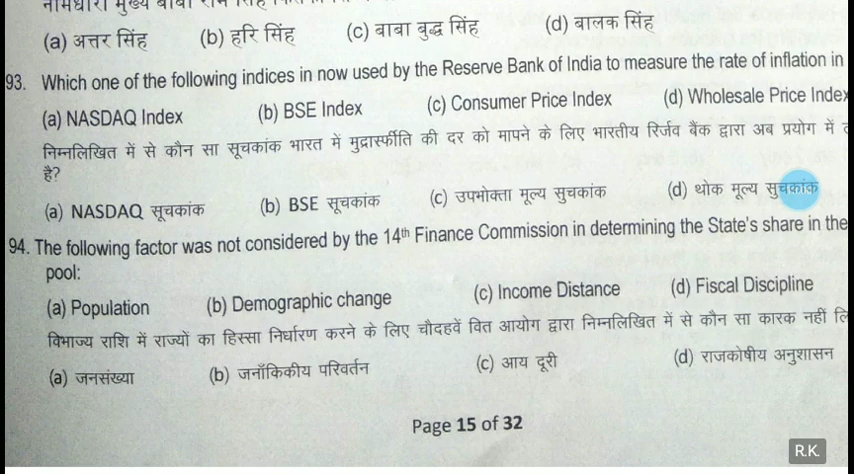 नामधारी मुख्य बाबा राम सिंह
(a) अत्तर सिंह (b) हरि सिंह (c) बाबा बुद्ध सिंह (d) बालक सिंह
93. Which one of the following indices in now used by the Reserve Bank of India to measure the rate of inflation in
(a) NASDAQ Index (b) BSE Index (c) Consumer Price Index (d) Wholesale Price Index
निम्नलिखित में से कौन सा सूचकांक भारत में मुद्रास्फीति की दर को मापने के लिए भारतीय रिर्जव बैंक द्वारा अब प्रयोग में
है?
(a) NASDAQ सूचकांक (b) BSE सूचकांक (c) उपभोक्ता मूल्य सुचकांक (d) थोक मूल्य सुचकांक
94. The following factor was not considered by the 14th Finance Commission in determining the State's share in the
pool:
(a) Population (b) Demographic change (c) Income Distance (d) Fiscal Discipline
विभाज्य राशि में राज्यों का हिस्सा निर्धारण करने के लिए चौदहवें वित आयोग द्वारा निम्नलिखित में से कौन सा कारक नहीं
(a) जनसंख्या (b) जनाँकिकीय परिवर्तन (c) आय दूरी (d) राजकोषीय अनुशासन
Page 15 of 32
R.K.